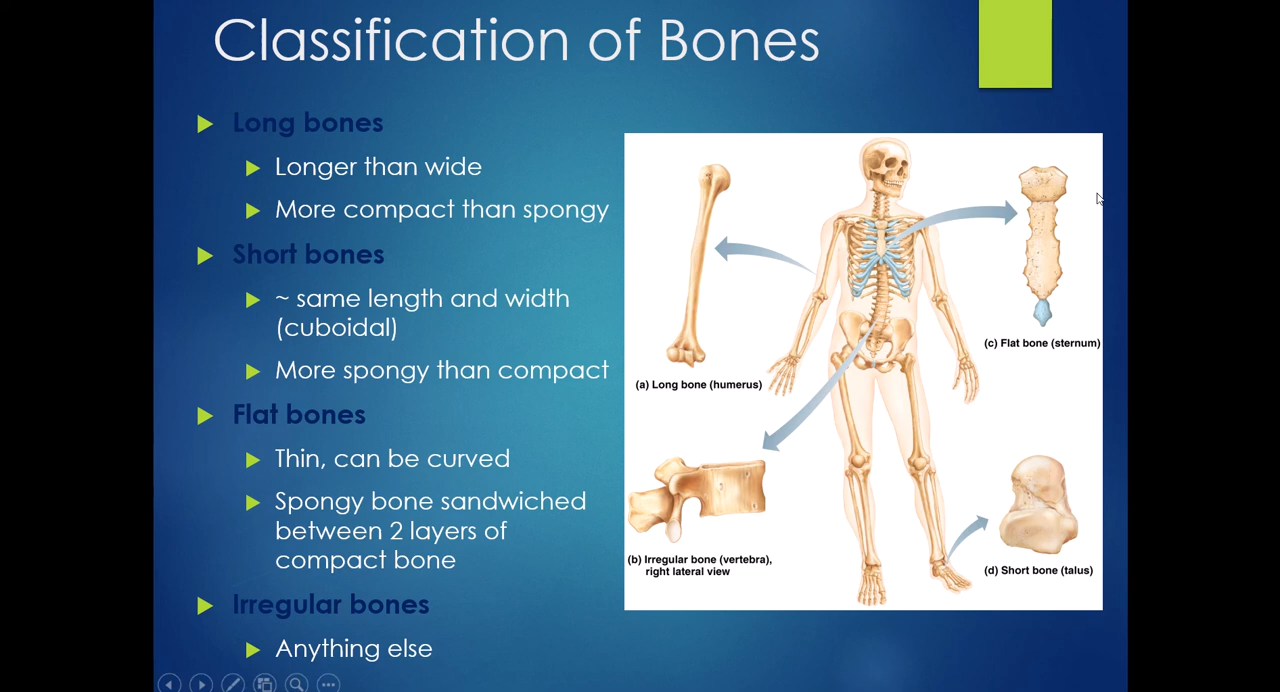 Classification of Bones
Long bones
Longer than wide
More compact than spongy
Short bones
~ same length and width
(cuboidal)
More spongy than compact
Flat bones
Thin, can be curved
Spongy bone sandwiched
between 2 layers of
compact bone
Irregular bones
Anything else
(a) Long bone (humerus)
(c) Flat bone (sternum)
(b) Irregular bone (vertebra),
right lateral view
(d) Short bone (talus)